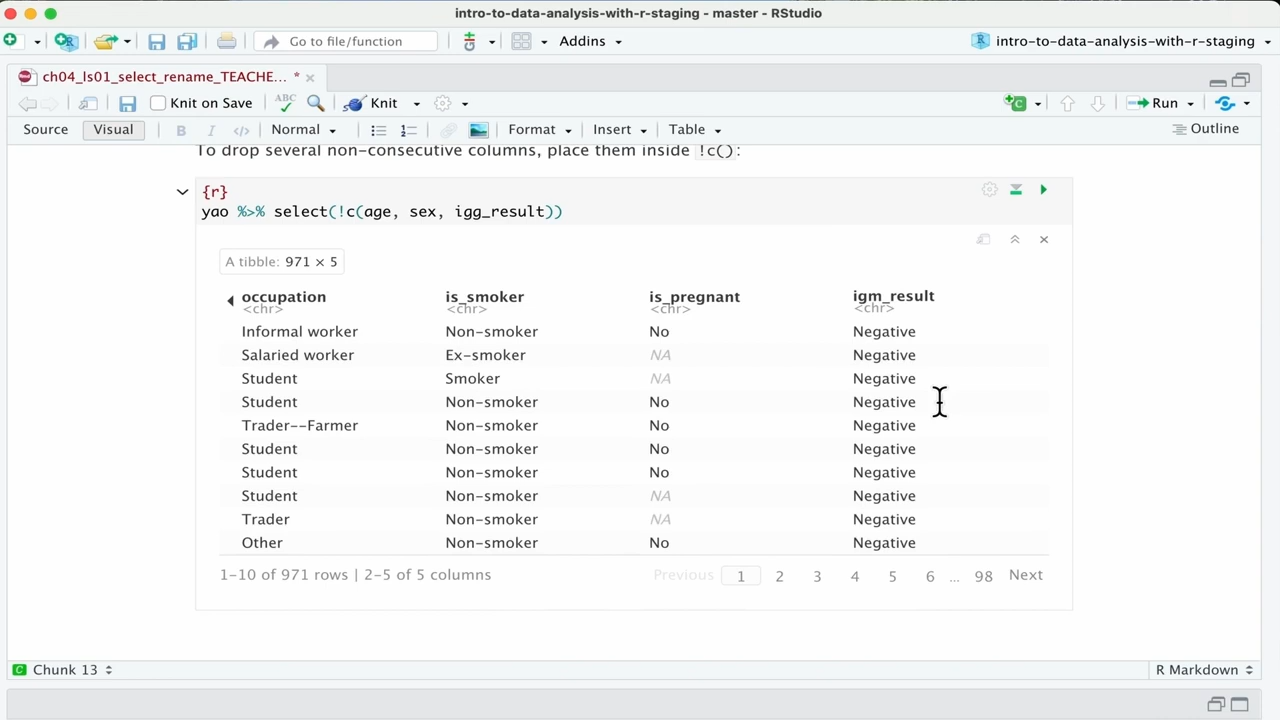 intro-to-data-analysis-with-r-staging - master - RStudio
Go to file/function
Addins
intro-to-data-analysis-with-r-staging
ch04_ls01_select_rename_TEACHE... *
Knit on Save
ABC
Knit
Run
Source
Visual
B
I
</>
Normal
Format
Insert
Table
Outline
To drop several non-consecutive columns, place them inside !c():
{r}
yao %>% select(!c(age, sex, igg_result))
A tibble: 971 × 5
occupation is_smoker is_pregnant igm_result
<chr> <chr> <chr> <chr>
Informal worker Non-smoker No Negative
Salaried worker Ex-smoker NA Negative
Student Smoker NA Negative
Student Non-smoker No Negative
Trader--Farmer Non-smoker No Negative
Student Non-smoker No Negative
Student Non-smoker No Negative
Student Non-smoker NA Negative
Trader Non-smoker NA Negative
Other Non-smoker No Negative
1-10 of 971 rows | 2-5 of 5 columns
Previous 1 2 3 4 5 6 ... 98 Next
Chunk 13
R Markdown